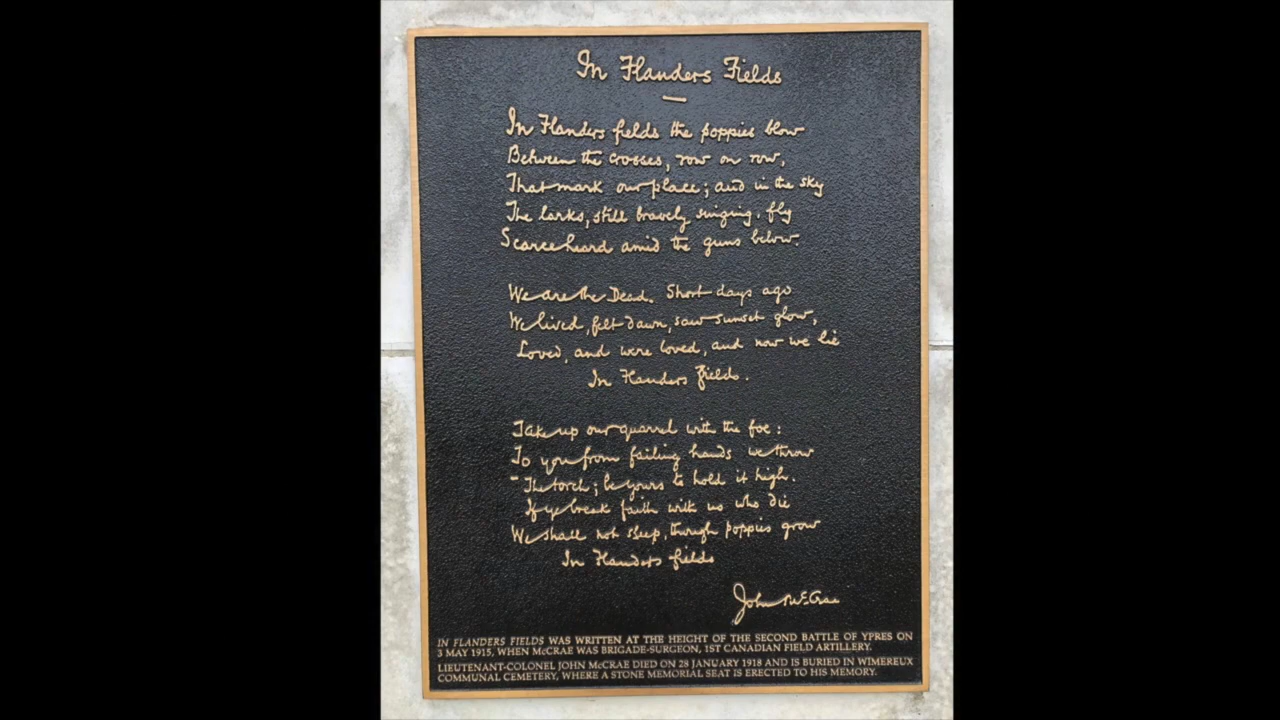 In Flanders Fields
In Flanders fields the poppies blow
Between the crosses, row on row,
That mark our place; and in the sky
The larks, still bravely singing, fly
Scarce heard amid the guns below.
We are the Dead. Short days ago
We lived, felt dawn, saw sunset glow,
Loved, and were loved, and now we lie
In Flanders fields.
Take up our quarrel with the foe:
To you from failing hands we throw
The torch; be yours to hold it high.
If ye break faith with us who die
We shall not sleep, though poppies grow
In Flanders fields
John McCrae
IN FLANDERS FIELDS WAS WRITTEN AT THE HEIGHT OF THE SECOND BATTLE OF YPRES ON
3 MAY 1915, WHEN McCRAE WAS BRIGADE-SURGEON, 1ST CANADIAN FIELD ARTILLERY.
LIEUTENANT-COLONEL JOHN McCRAE DIED ON 28 JANUARY 1918 AND IS BURIED IN WIMEREUX
COMMUNAL CEMETERY, WHERE A STONE MEMORIAL SEAT IS ERECTED TO HIS MEMORY.